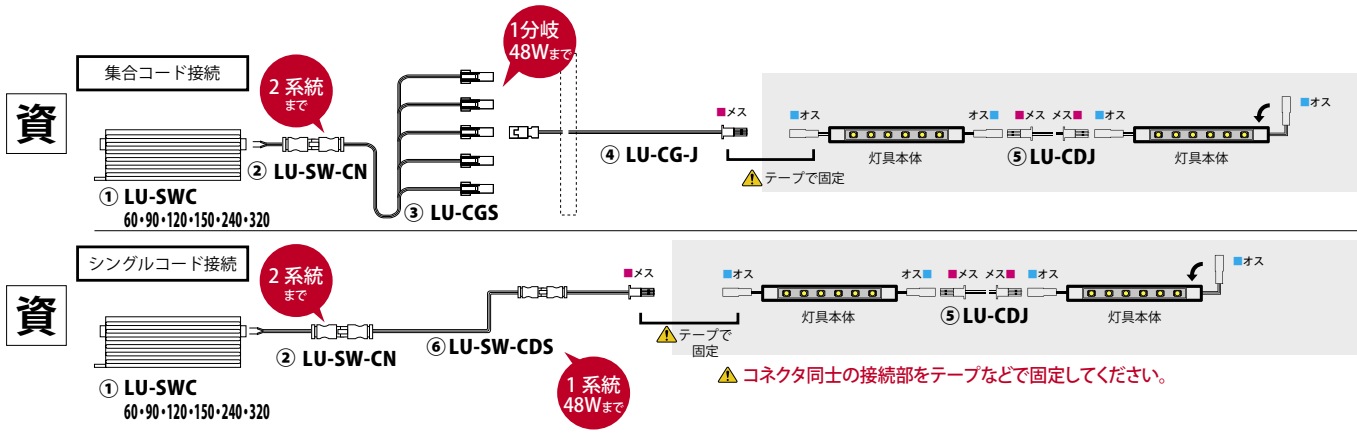 資
集合コード接続
2系統
まで
1分岐
48Wまで
① LU-SWC
60・90・120・150・240・320
② LU-SW-CN
③ LU-CGS
④ LU-CG-J
■メス
⚠ テープで固定
■オス
灯具本体
オス■
■メス メス■
⑤ LU-CDJ
■オス
灯具本体
■オス
資
シングルコード接続
2系統
まで
① LU-SWC
60・90・120・150・240・320
② LU-SW-CN
⑥ LU-SW-CDS
1系統
48Wまで
■メス
⚠ テープで
固定
■オス
灯具本体
オス■
■メス メス■
⑤ LU-CDJ
■オス
灯具本体
■オス
⚠ コネクタ同士の接続部をテープなどで固定してください。